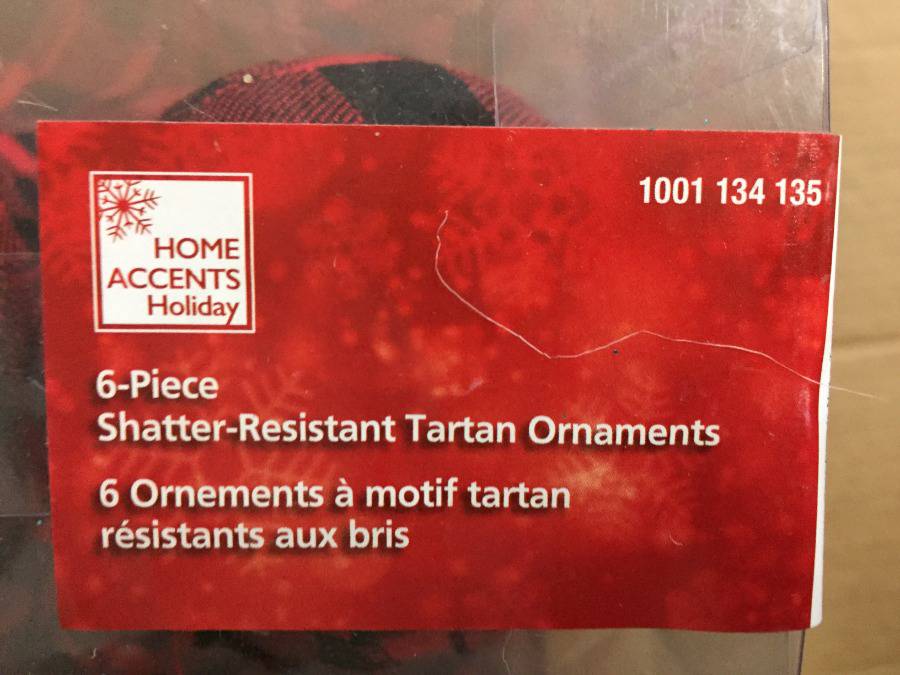 HOME
ACCENTS
Holiday
1001 134 135
6-Piece
Shatter-Resistant Tartan Ornaments
6 Ornements à motif tartan
résistants aux bris